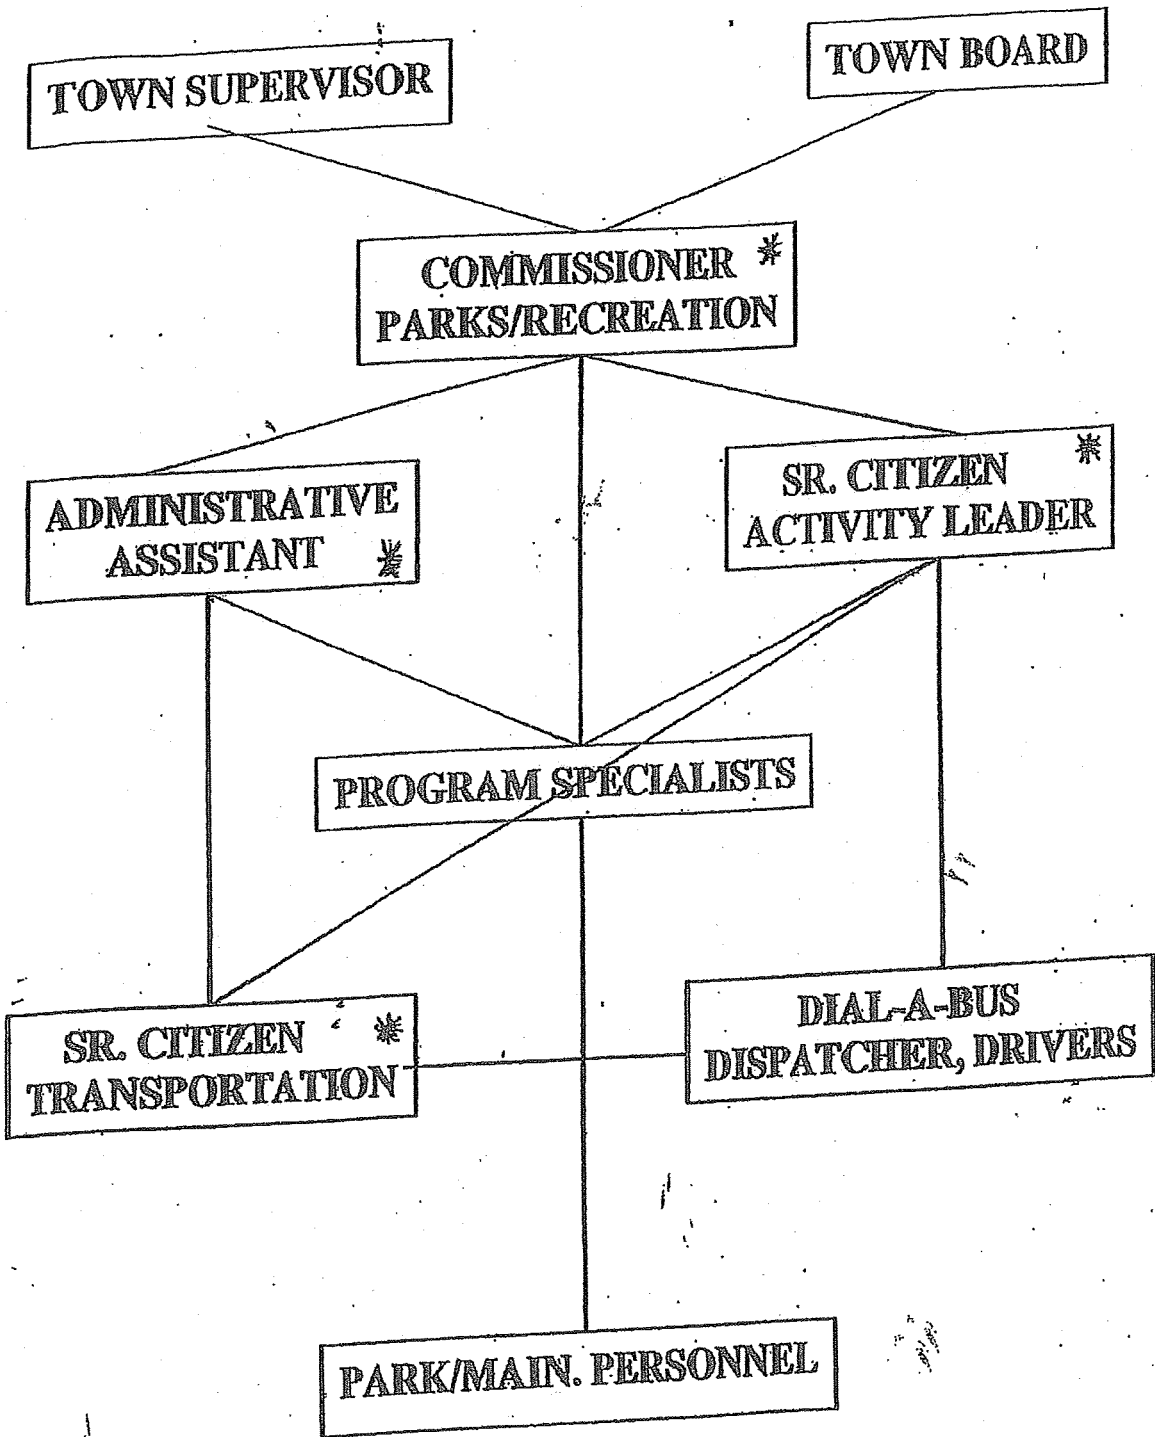 TOWN SUPERVISOR
TOWN BOARD
COMMISSIONER *
PARKS/RECREATION
ADMINISTRATIVE
ASSISTANT *
SR. CITIZEN *
ACTIVITY LEADER
PROGRAM SPECIALISTS
SR. CITIZEN *
TRANSPORTATION
DIAL-A-BUS
DISPATCHER, DRIVERS
PARK/MAIN. PERSONNEL